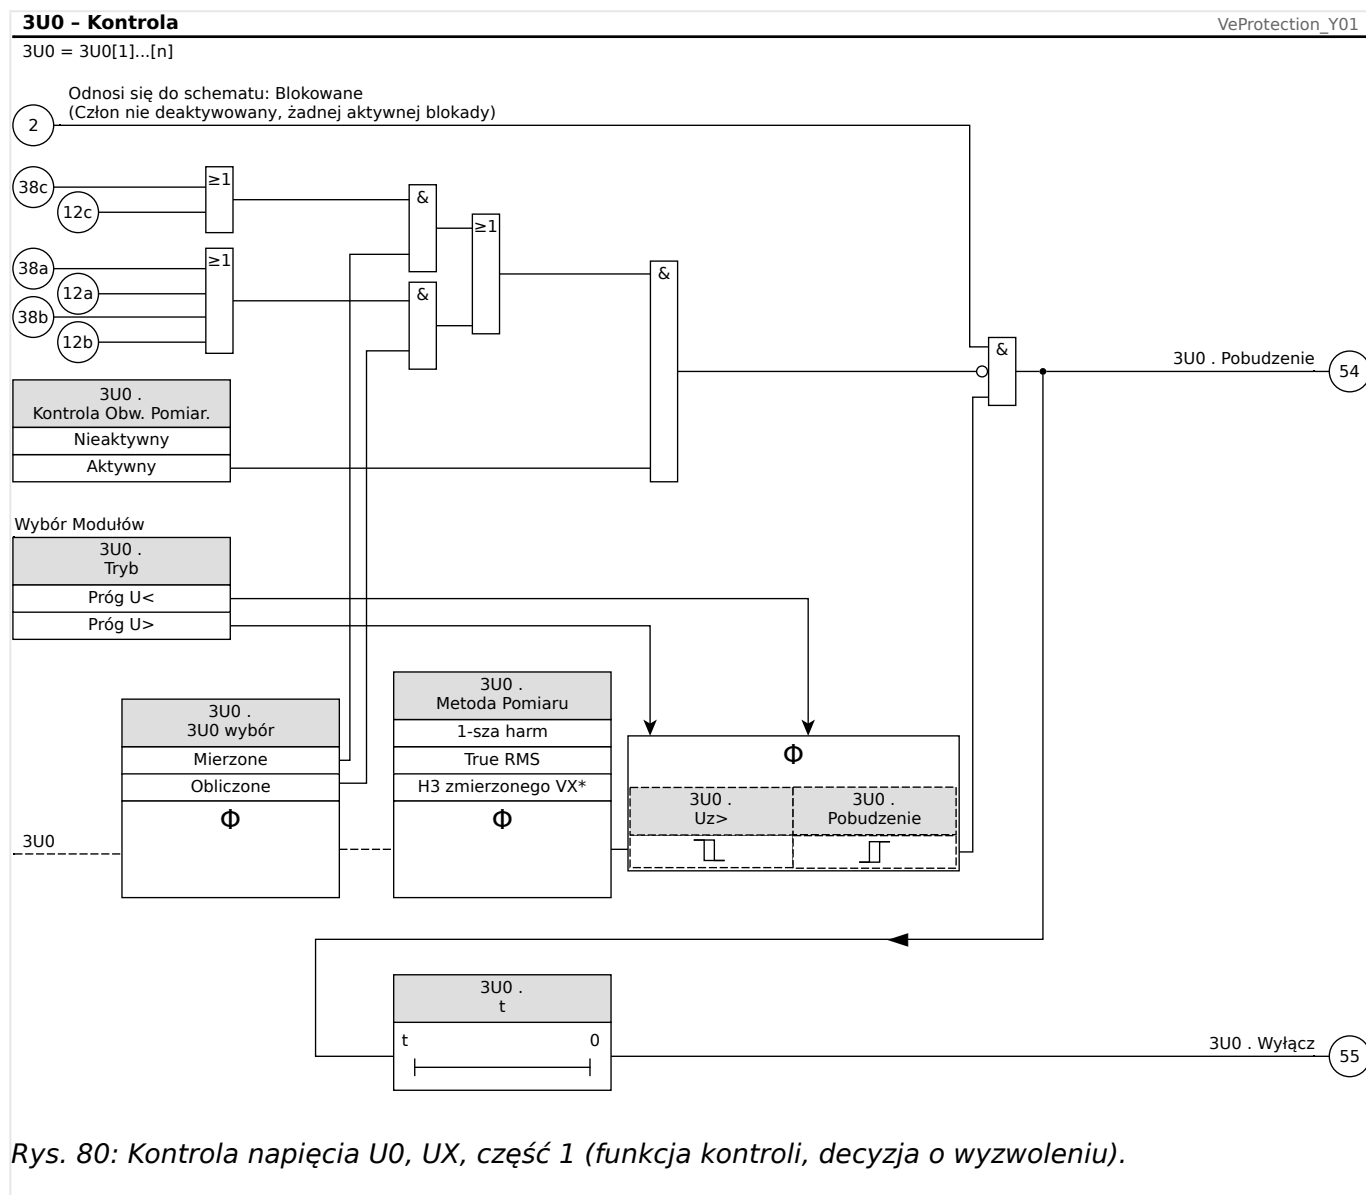 3U0 – Kontrola
VeProtection_Y01
3U0 = 3U0[1]...[n]
Odnosi się do schematu: Blokowane
(Człon nie deaktywowany, żadnej aktywnej blokady)
2
38c
≥1
12c
&
≥1
38a
≥1
12a
&
38b
12b
&
&
3U0 . Pobudzenie
54
3U0 .
Kontrola Obw. Pomiar.
Nieaktywny
Aktywny
Wybór Modułów
3U0 .
Tryb
Próg U<
Próg U>
3U0 .
3U0 wybór
Mierzone
Obliczone
Φ
3U0
3U0 .
Metoda Pomiaru
1-sza harm
True RMS
H3 zmierzonego VX*
Φ
Φ
3U0 .
Uz>
3U0 .
Pobudzenie
3U0 .
t
t
0
3U0 . Wyłącz
55
Rys. 80: Kontrola napięcia U0, UX, część 1 (funkcja kontroli, decyzja o wyzwoleniu).